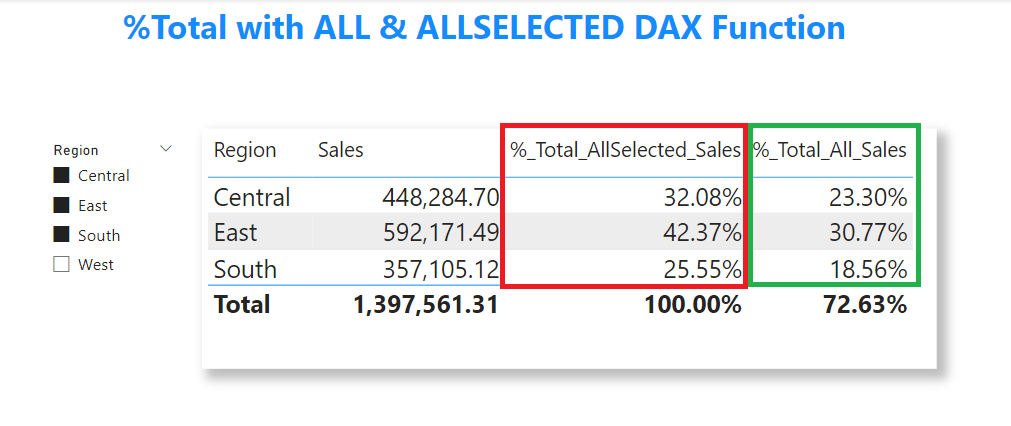 %Total with ALL & ALLSELECTED DAX Function
Region
Central
East
South
West
Region Sales %_Total_AllSelected_Sales %_Total_All_Sales
Central 448,284.70 32.08% 23.30%
East 592,171.49 42.37% 30.77%
South 357,105.12 25.55% 18.56%
Total 1,397,561.31 100.00% 72.63%